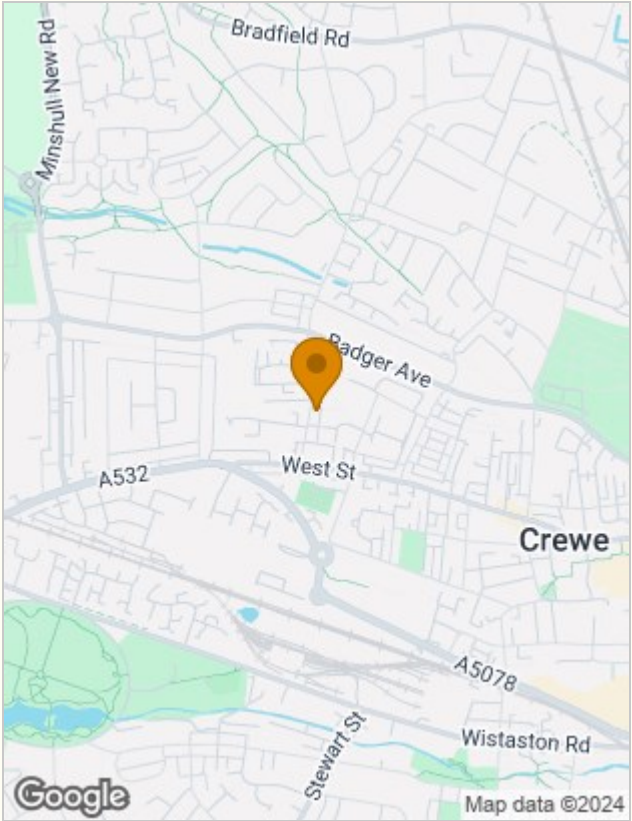 Bradfield Rd
Minshull New Rd
Badger Ave
West St
A532
Crewe
A5078
Wistaston Rd
Stewart St
Google
Map data ©2024